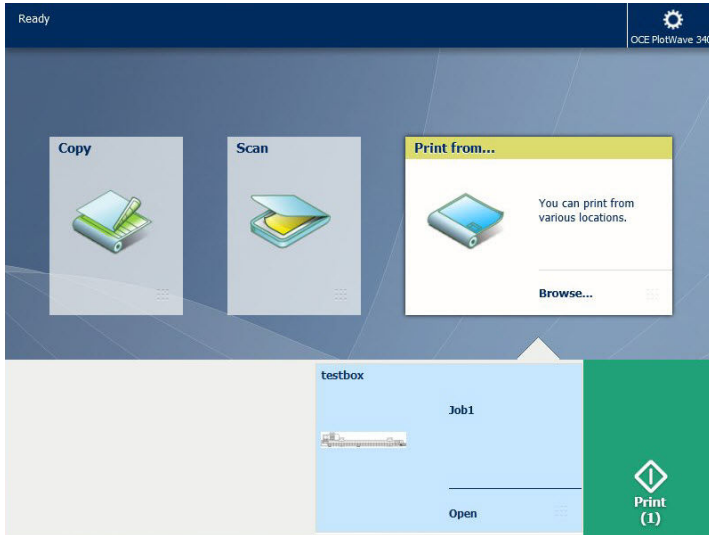 Ready
OCE PlotWave 340
Copy
Scan
Print from...
You can print from
various locations.
Browse...
testbox
Job1
Open
Print
(1)